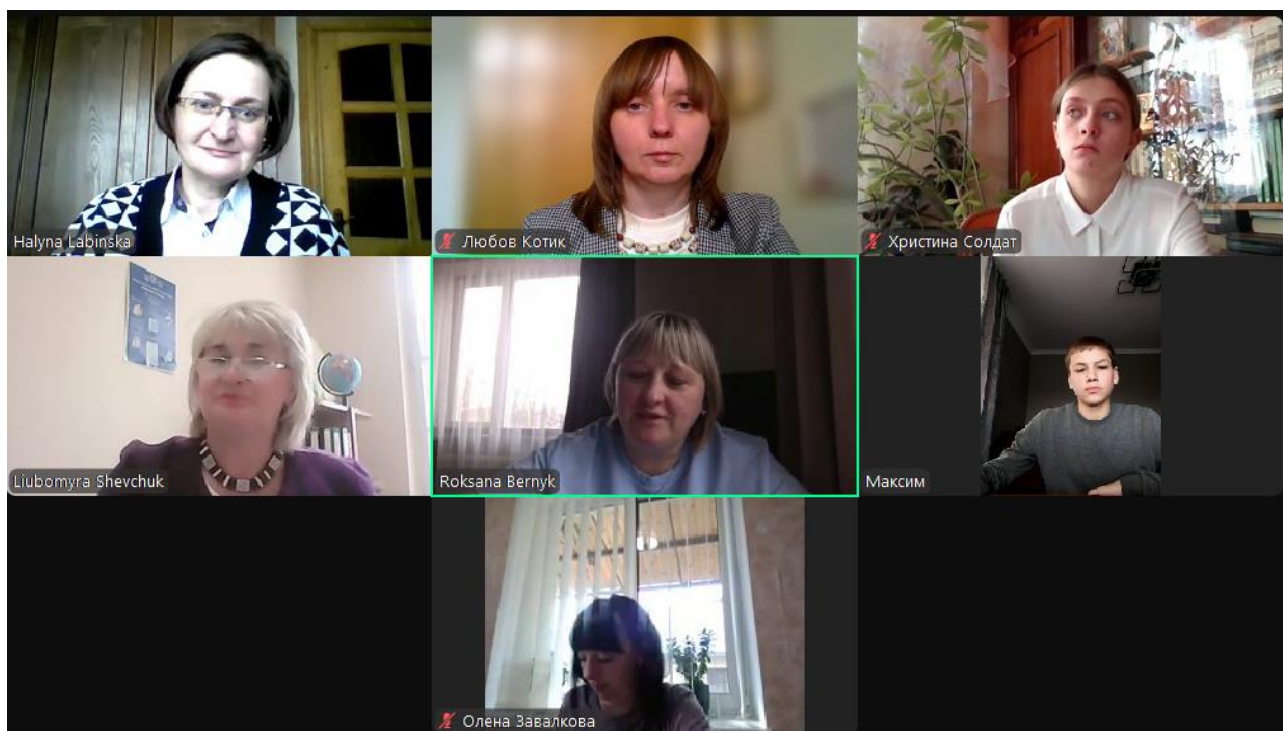 Halyna Labinska
Любов Котик
Христина Солдат
Liubomyra Shevchuk
Roksana Bernyk
Максим
Олена Завалкова